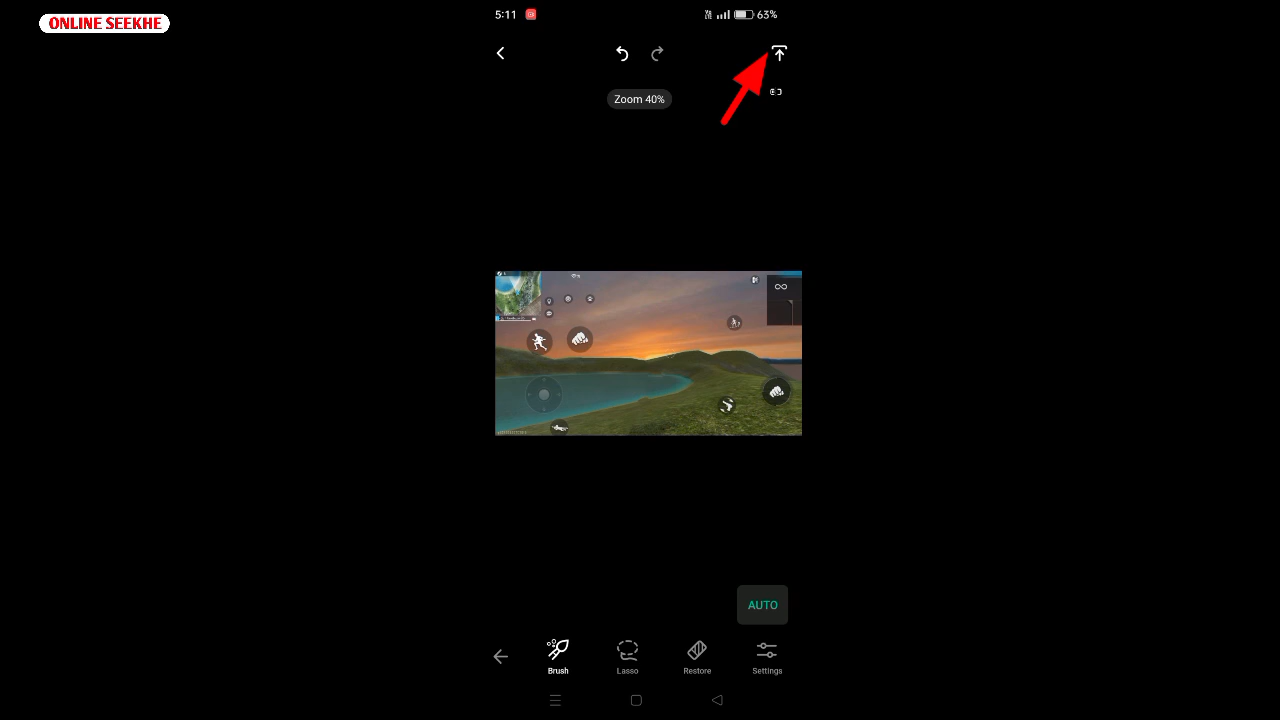 ONLINE SEEKHE
5:11
63%
Zoom 40%
AUTO
Brush
Lasso
Restore
Settings